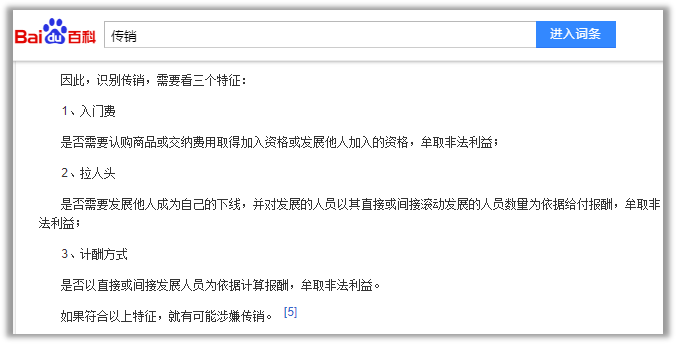 Bai du 百科 传销 进入词条
因此，识别传销，需要看三个特征：
1、入门费
是否需要认购商品或交纳费用取得加入资格或发展他人加入的资格，牟取非法利益；
2、拉人头
是否需要发展他人成为自己的下线，并对发展的人员以其直接或间接滚动发展的人员数量为依据给付报酬，牟取非
法利益；
3、计酬方式
是否以直接或间接发展人员为依据计算报酬，牟取非法利益。
如果符合以上特征，就有可能涉嫌传销。 [5]